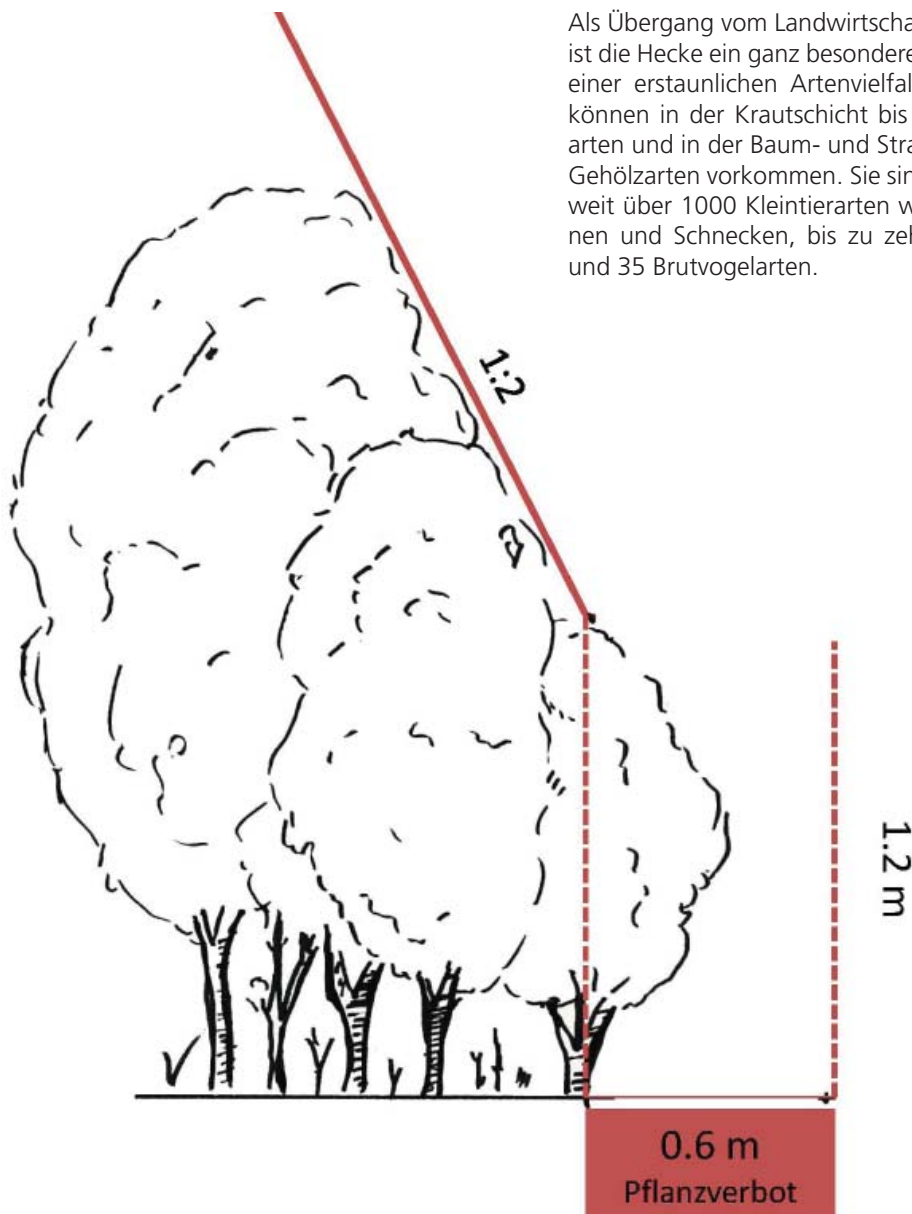 Als Übergang vom Landwirtscha
ist die Hecke ein ganz besondere
einer erstaunlichen Artenvielfal
können in der Krautschicht bis
arten und in der Baum- und Stra
Gehölzarten vorkommen. Sie sin
weit über 1000 Kleintierarten w
nen und Schnecken, bis zu zeh
und 35 Brutvogelarten.
1:2
1.2 m
0.6 m
Pflanzverbot